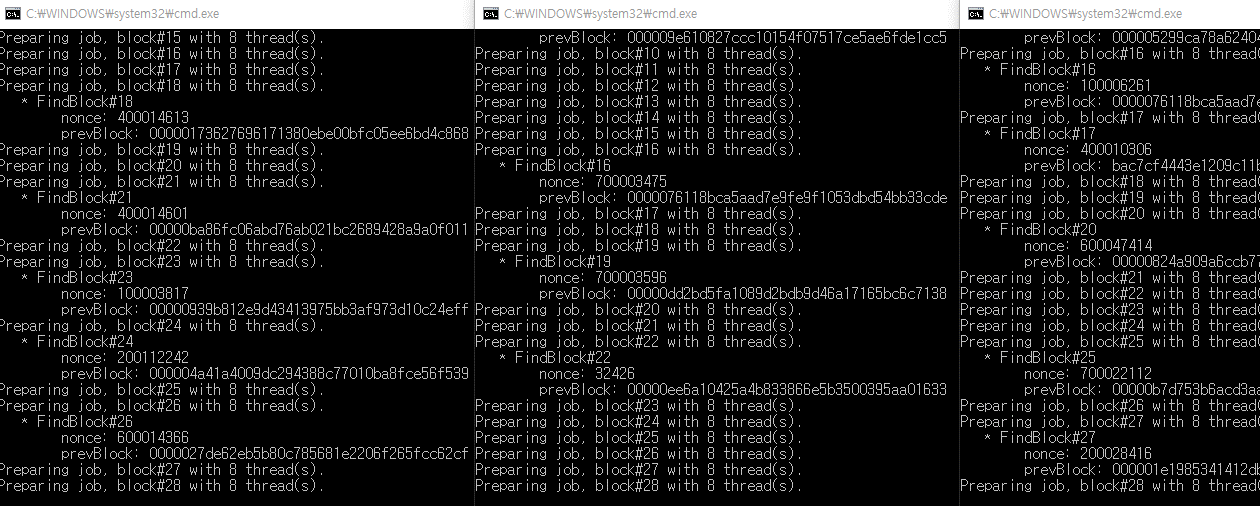 C:₩WINDOWS₩system32₩cmd.exe
Preparing job, block#15 with 8 thread(s).
Preparing job, block#16 with 8 thread(s).
Preparing job, block#17 with 8 thread(s).
Preparing job, block#18 with 8 thread(s).
* FindBlock#18
nonce: 400014613
prevBlock: 00000173627696171380ebe00bfc05ee6bd4c868
Preparing job, block#19 with 8 thread(s).
Preparing job, block#20 with 8 thread(s).
Preparing job, block#21 with 8 thread(s).
* FindBlock#21
nonce: 400014601
prevBlock: 00000ba86fc06abd76ab021bc2689428a9a0f011
Preparing job, block#22 with 8 thread(s).
Preparing job, block#23 with 8 thread(s).
* FindBlock#23
nonce: 100003817
prevBlock: 00000939b812e9d43413975bb3af973d10c24eff
Preparing job, block#24 with 8 thread(s).
* FindBlock#24
nonce: 200112242
prevBlock: 000004a41a4009dc294388c77010ba8fce56f539
Preparing job, block#25 with 8 thread(s).
Preparing job, block#26 with 8 thread(s).
* FindBlock#26
nonce: 600014366
prevBlock: 0000027de62eb5b80c785681e2206f265fcc62cf
Preparing job, block#27 with 8 thread(s).
Preparing job, block#28 with 8 thread(s).
C:₩WINDOWS₩system32₩cmd.exe
prevBlock: 000009e610827ccc10154f07517ce5ae6fde1cc5
Preparing job, block#10 with 8 thread(s).
Preparing job, block#11 with 8 thread(s).
Preparing job, block#12 with 8 thread(s).
Preparing job, block#13 with 8 thread(s).
Preparing job, block#14 with 8 thread(s).
Preparing job, block#15 with 8 thread(s).
Preparing job, block#16 with 8 thread(s).
* FindBlock#16
nonce: 700003475
prevBlock: 0000076118bca5aad7e9fe9f1053dbd54bb33cde
Preparing job, block#17 with 8 thread(s).
Preparing job, block#18 with 8 thread(s).
Preparing job, block#19 with 8 thread(s).
* FindBlock#19
nonce: 700003596
prevBlock: 00000dd2bd5fa1089d2bdb9d46a17165bc6c7138
Preparing job, block#20 with 8 thread(s).
Preparing job, block#21 with 8 thread(s).
Preparing job, block#22 with 8 thread(s).
* FindBlock#22
nonce: 32426
prevBlock: 00000ee6a10425a4b833866e5b3500395aa01633
Preparing job, block#23 with 8 thread(s).
Preparing job, block#24 with 8 thread(s).
Preparing job, block#25 with 8 thread(s).
Preparing job, block#26 with 8 thread(s).
Preparing job, block#27 with 8 thread(s).
Preparing job, block#28 with 8 thread(s).
C:₩WINDOWS₩system32₩cmd.exe
prevBlock: 000005299ca78a62404
Preparing job, block#16 with 8 thread(
* FindBlock#16
nonce: 100006261
prevBlock: 0000076118bca5aad7e
Preparing job, block#17 with 8 thread(
* FindBlock#17
nonce: 400010306
prevBlock: bac7cf4443e1209c11b
Preparing job, block#18 with 8 thread(
Preparing job, block#19 with 8 thread(
Preparing job, block#20 with 8 thread(
* FindBlock#20
nonce: 600047414
prevBlock: 00000824a909a6ccb77
Preparing job, block#21 with 8 thread(
Preparing job, block#22 with 8 thread(
Preparing job, block#23 with 8 thread(
Preparing job, block#24 with 8 thread(
Preparing job, block#25 with 8 thread(
* FindBlock#25
nonce: 700022112
prevBlock: 00000b7d753b6acd3aa
Preparing job, block#26 with 8 thread(
Preparing job, block#27 with 8 thread(
* FindBlock#27
nonce: 200028416
prevBlock: 000001e1985341412db
Preparing job, block#28 with 8 thread(